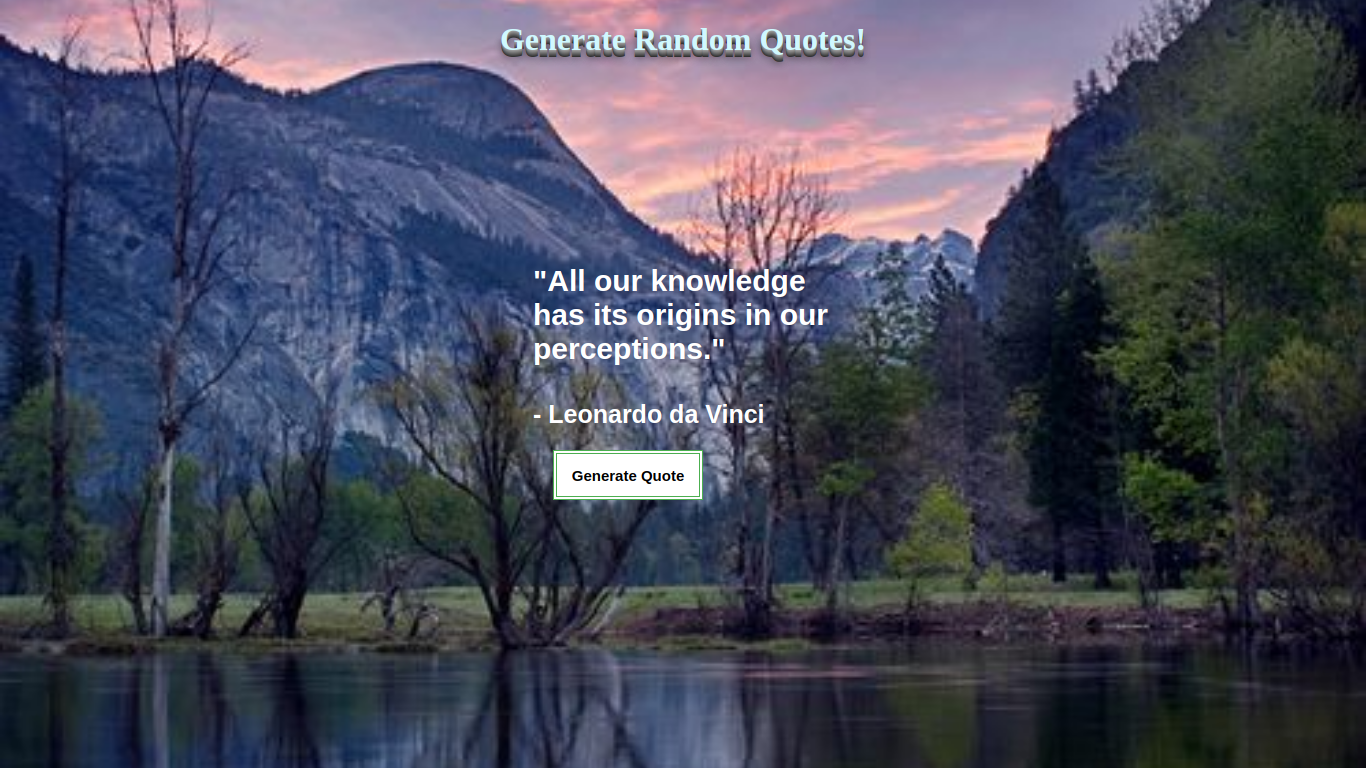 Generate Random Quotes!
"All our knowledge
has its origins in our
perceptions."
- Leonardo da Vinci
Generate Quote